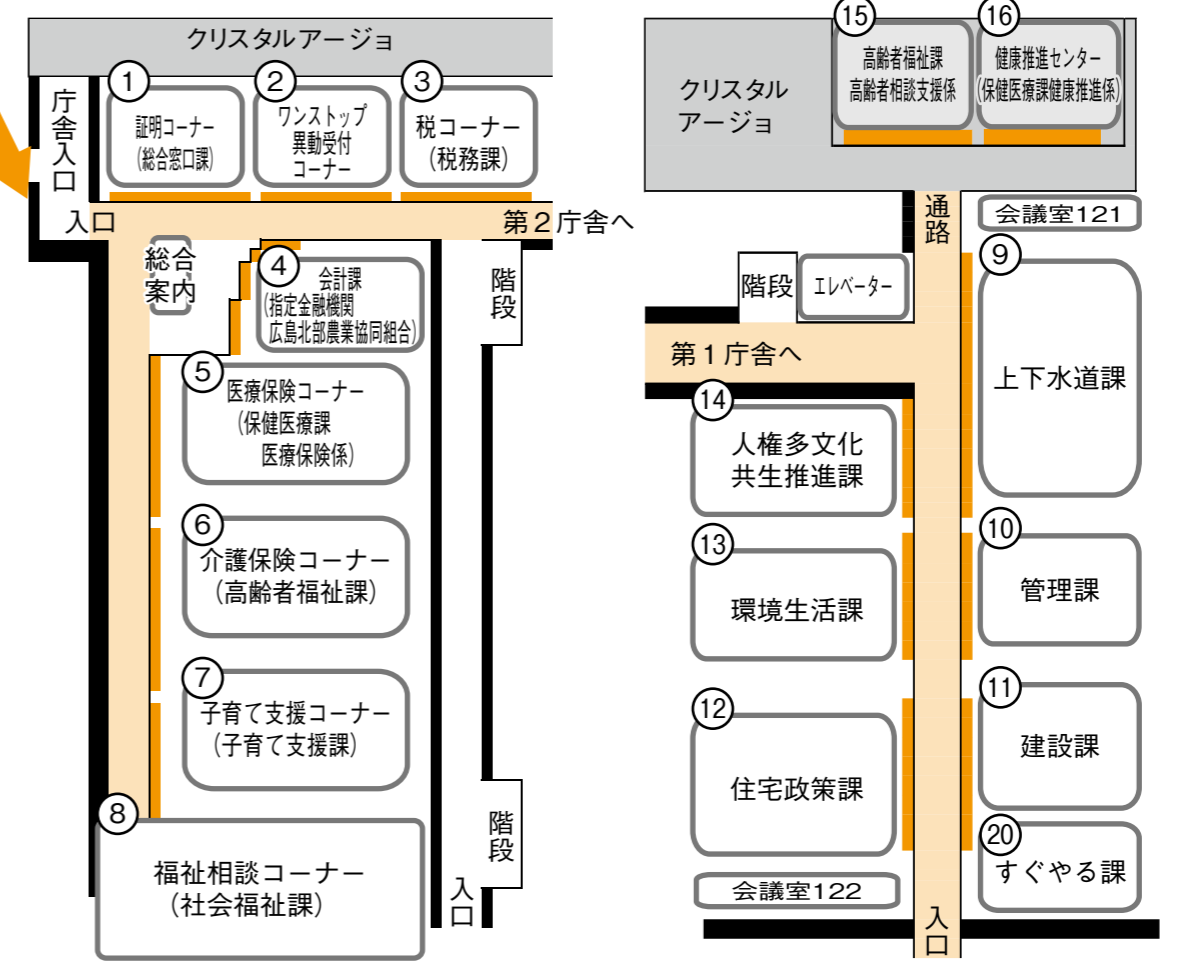 クリスタルアージョ
庁舎入口
①
証明コーナー
(総合窓口課)
②
ワンストップ
異動受付
コーナー
③
税コーナー
(税務課)
入口
第2庁舎へ
総合
案内
④
会計課
(指定金融機関
広島北部農業協同組合)
階段
⑤
医療保険コーナー
(保健医療課
医療保険係)
⑥
介護保険コーナー
(高齢者福祉課)
⑦
子育て支援コーナー
(子育て支援課)
⑧
福祉相談コーナー
(社会福祉課)
階段
入口
クリスタル
アージョ
⑮
高齢者福祉課
高齢者相談支援係
⑯
健康推進センター
(保健医療課健康推進係)
通路
会議室121
階段
エレベーター
⑨
上下水道課
第1庁舎へ
⑭
人権多文化
共生推進課
⑩
管理課
⑬
環境生活課
⑪
建設課
⑫
住宅政策課
⑳
すぐやる課
会議室122
入口